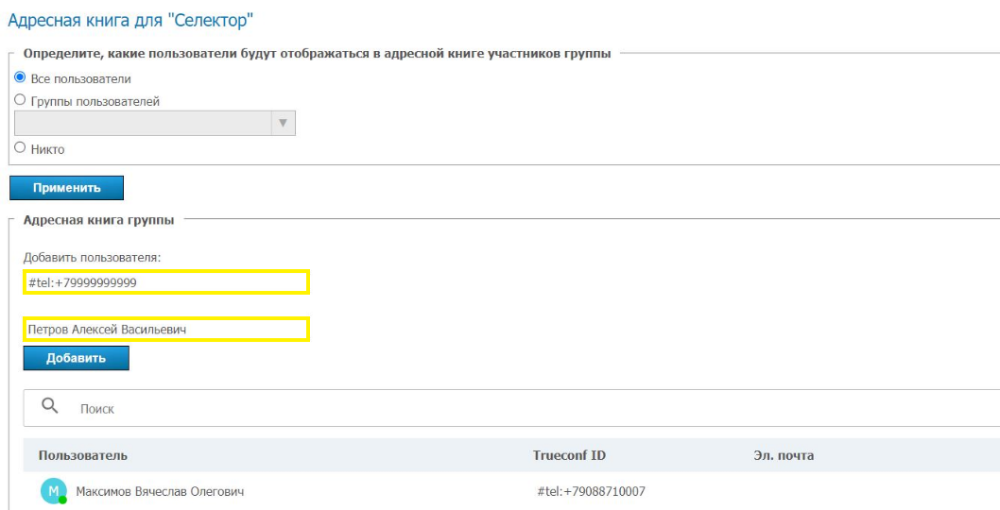 Адресная книга для "Селектор"
Определите, какие пользователи будут отображаться в адресной книге участников группы
Все пользователи
Группы пользователей
Никто
Применить
Адресная книга группы
Добавить пользователя:
#tel:+79999999999
Петров Алексей Васильевич
Добавить
Поиск
Пользователь Trueconf ID Эл. почта
М Максимов Вячеслав Олегович #tel:+79088710007